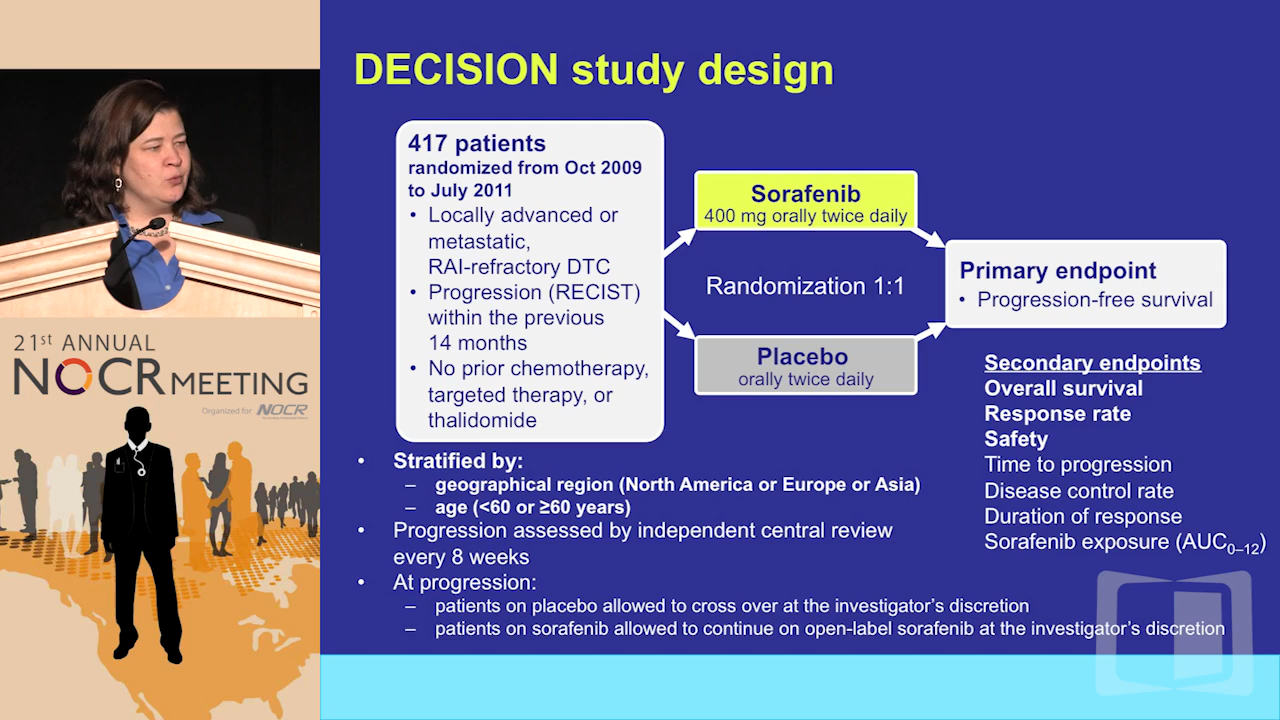 DECISION study design
417 patients
randomized from Oct 2009
to July 2011
• Locally advanced or
metastatic,
RAI-refractory DTC
• Progression (RECIST)
within the previous
14 months
• No prior chemotherapy,
targeted therapy, or
thalidomide
Sorafenib
400 mg orally twice daily
Randomization 1:1
Placebo
orally twice daily
Primary endpoint
• Progression-free survival
Secondary endpoints
Overall survival
Response rate
Safety
Time to progression
Disease control rate
Duration of response
Sorafenib exposure (AUC0–12)
• Stratified by:
– geographical region (North America or Europe or Asia)
– age (<60 or ≥60 years)
• Progression assessed by independent central review
every 8 weeks
• At progression:
– patients on placebo allowed to cross over at the investigator's discretion
– patients on sorafenib allowed to continue on open-label sorafenib at the investigator's discretion
21st ANNUAL
NOCR MEETING
Organized for NOCR